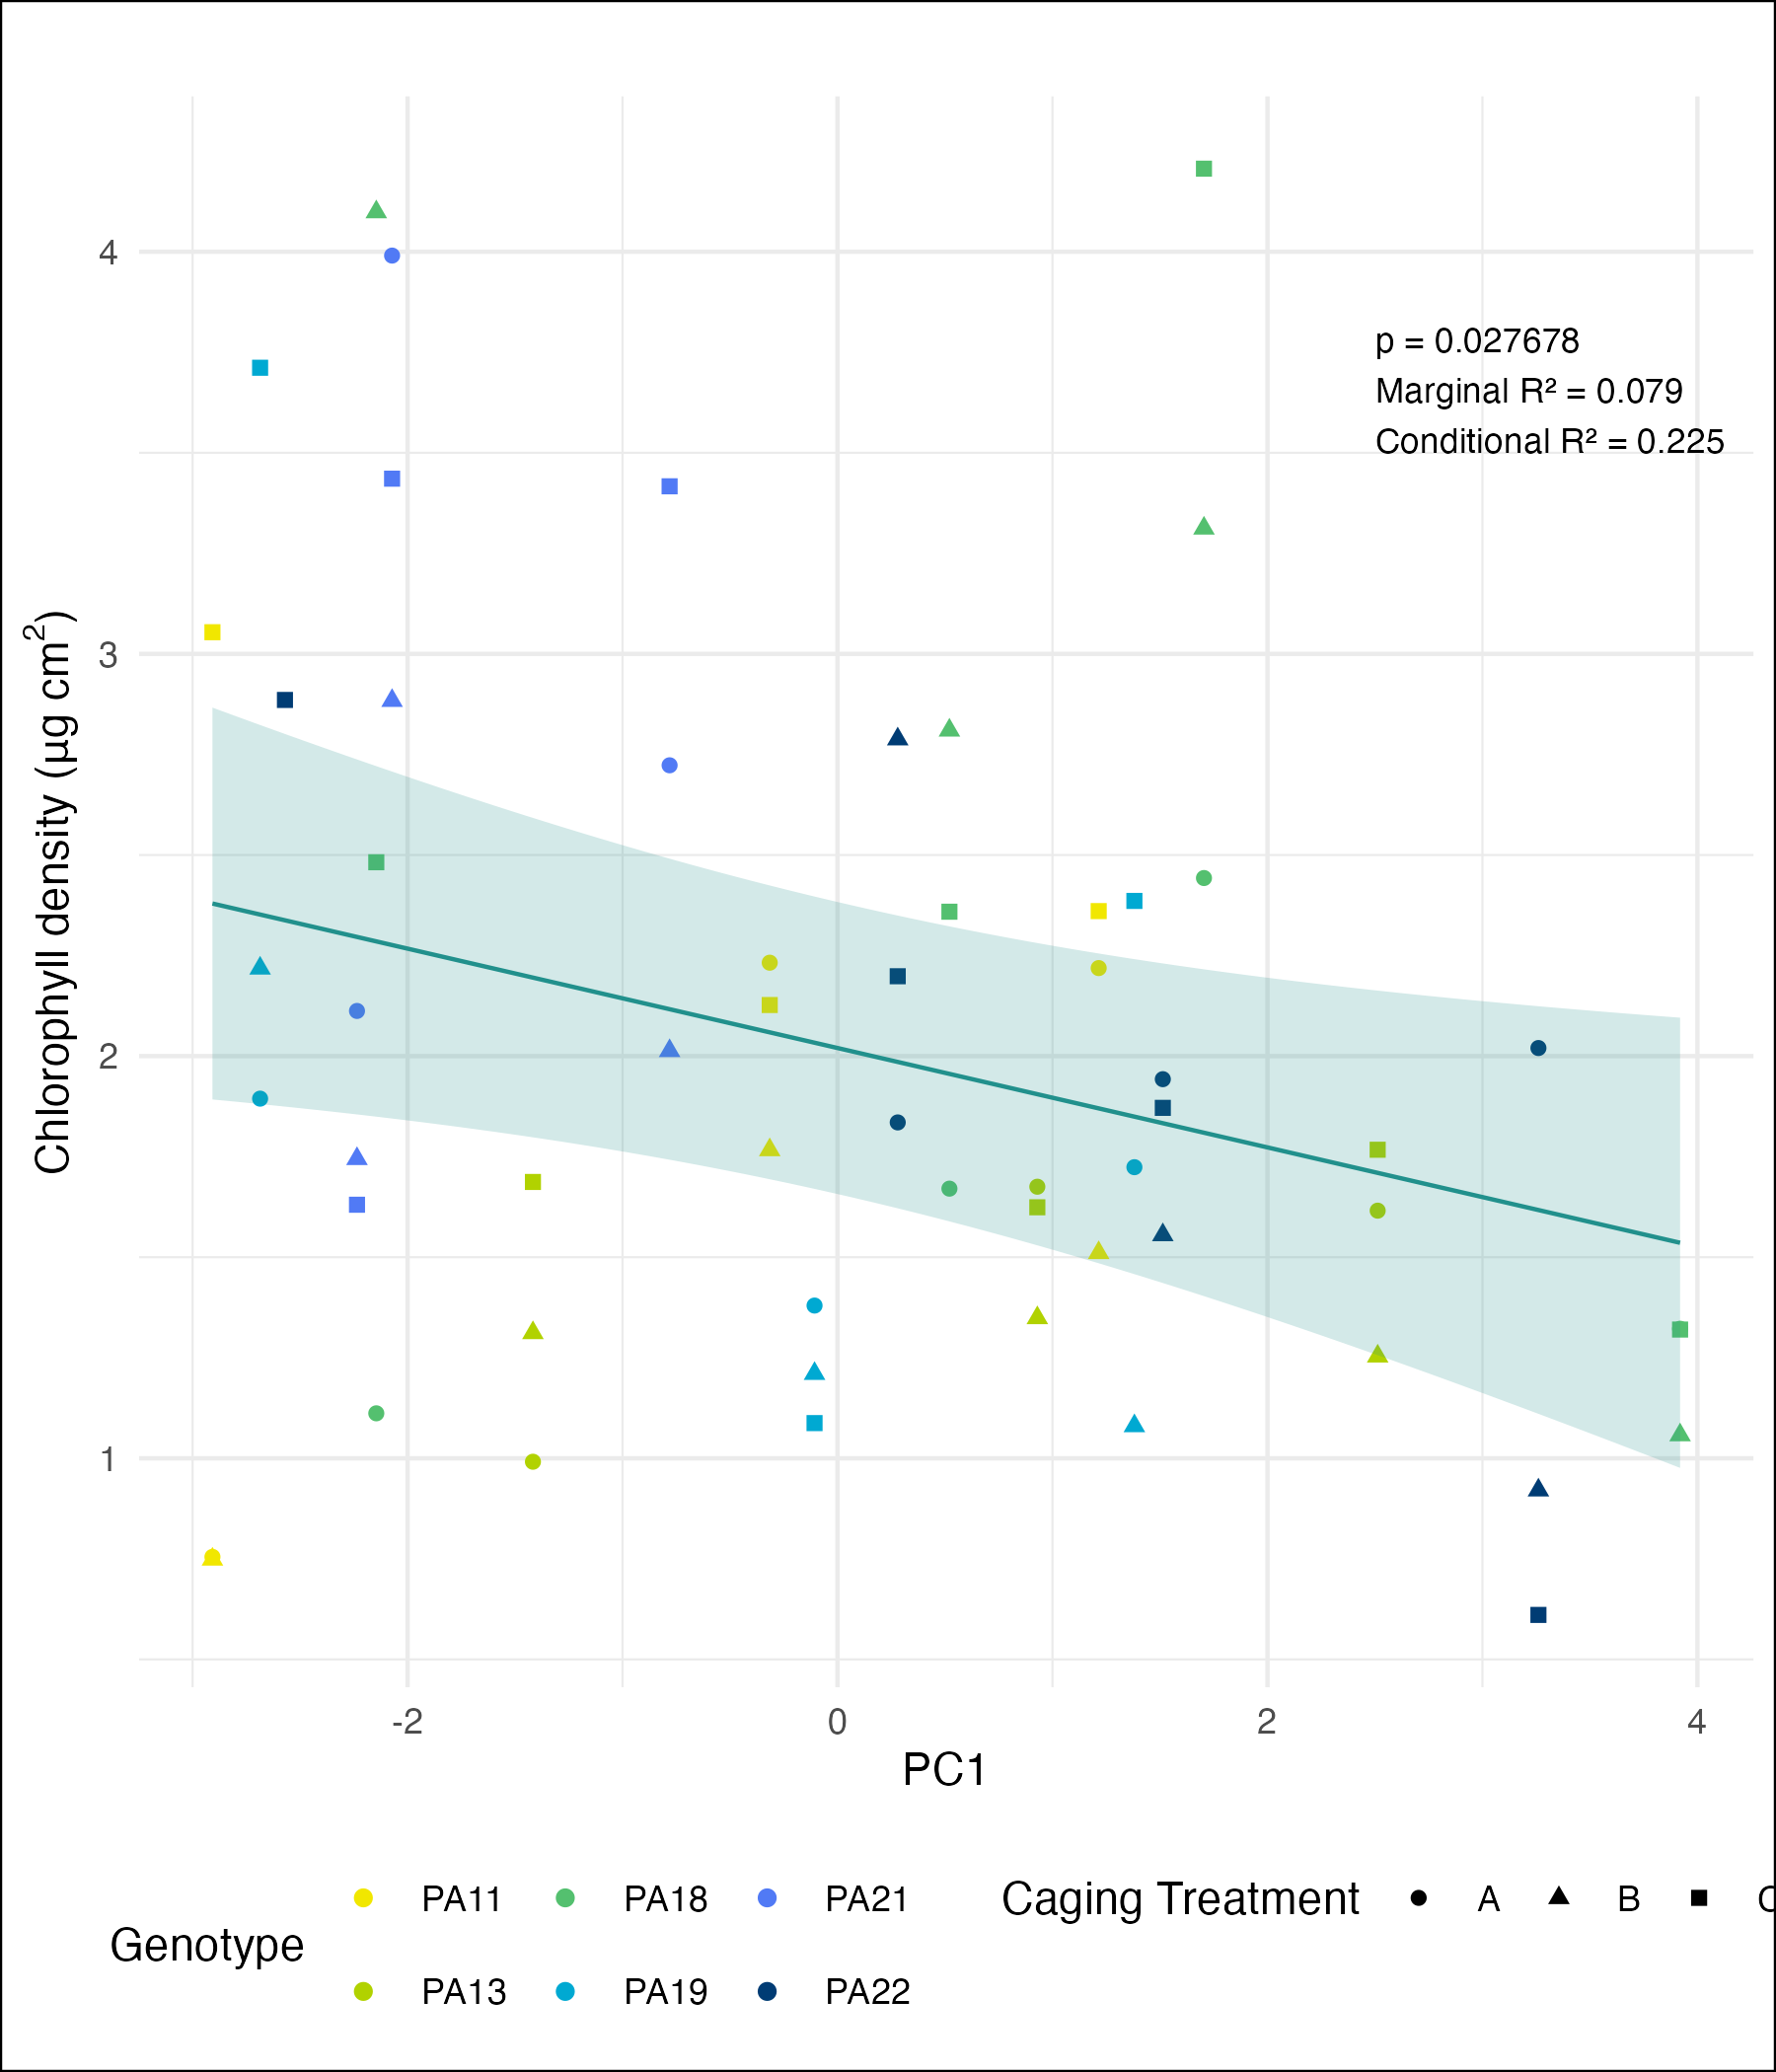 p = 0.027678
Marginal R² = 0.079
Conditional R² = 0.225
Chlorophyll density (µg cm²)
4
3
2
1
-2 0 2 4
PC1
Genotype
PA11 PA18 PA21
PA13 PA19 PA22
Caging Treatment A B C